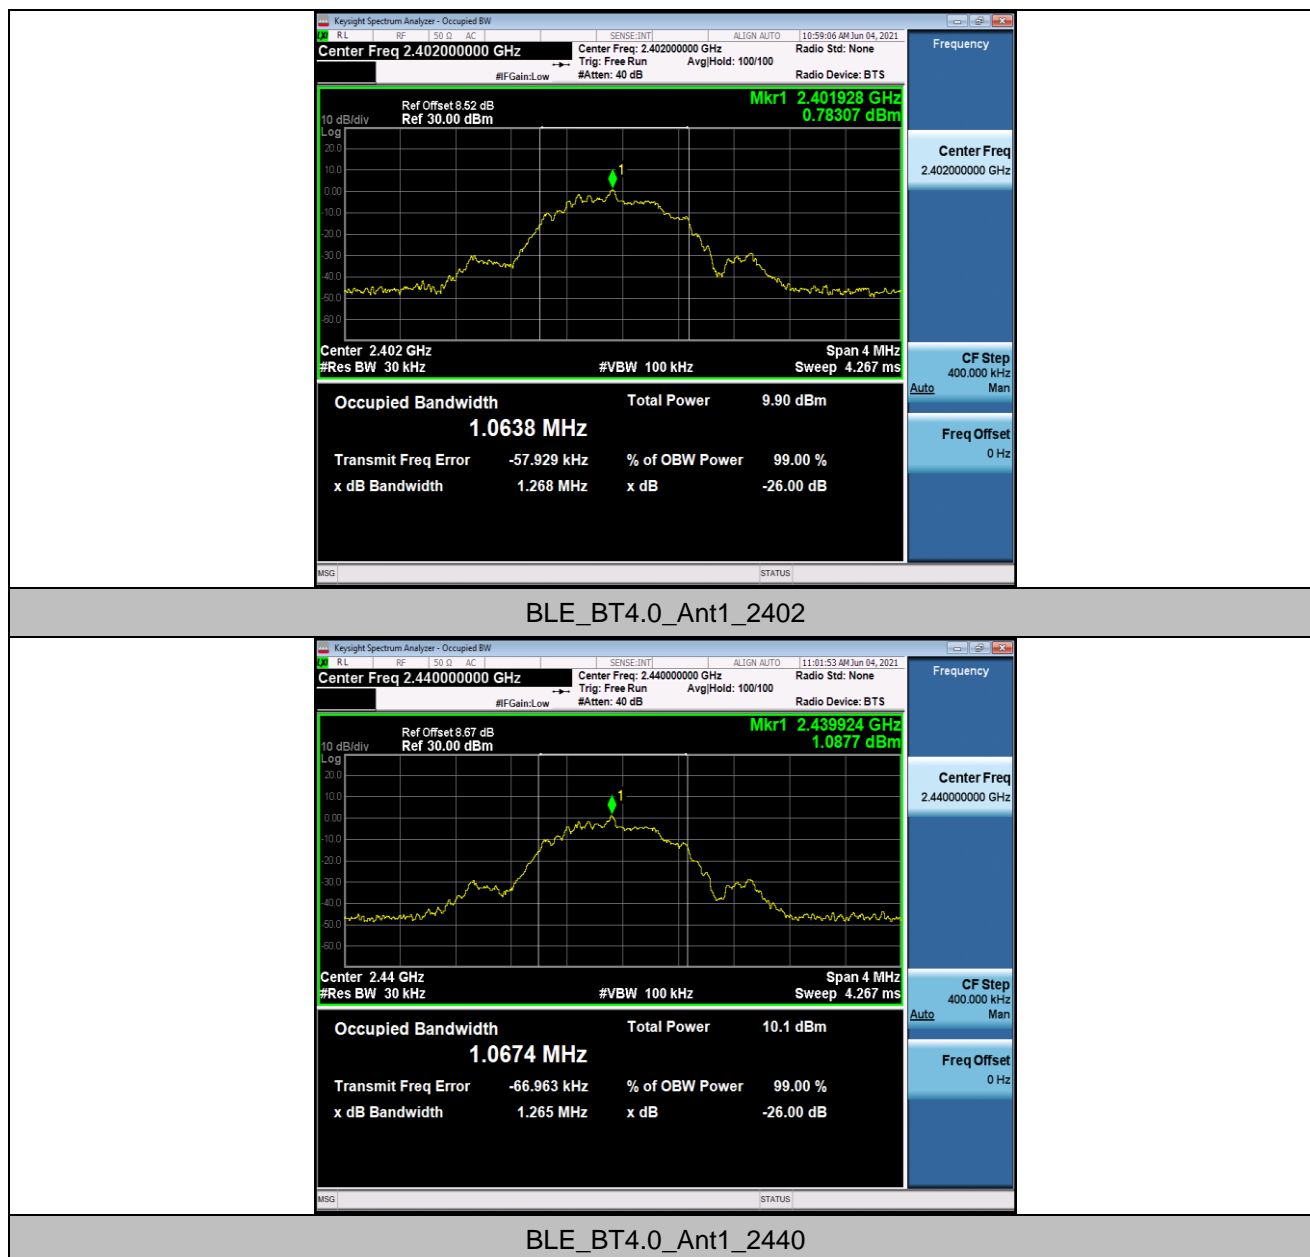 Keysight Spectrum Analyzer - Occupied BW
LXI RL RF 50 Ω AC SENSE:INT ALIGN AUTO 10:59:06 AM Jun 04, 2021
Center Freq 2.402000000 GHz
Center Freq: 2.402000000 GHz
Radio Std: None
Trig: Free Run Avg|Hold: 100/100
#IFGain:Low #Atten: 40 dB Radio Device: BTS
Frequency
Mkr1 2.401928 GHz
0.78307 dBm
Ref Offset 8.52 dB
10 dB/div Ref 30.00 dBm
Log
20.0
10.0
1
0.00
-10.0
-20.0
-30.0
-40.0
-50.0
-60.0
Center 2.402 GHz Span 4 MHz
#Res BW 30 kHz #VBW 100 kHz Sweep 4.267 ms
Center Freq
2.402000000 GHz
CF Step
400.000 kHz
Auto Man
Freq Offset
0 Hz
Occupied Bandwidth Total Power 9.90 dBm
1.0638 MHz
Transmit Freq Error -57.929 kHz % of OBW Power 99.00 %
x dB Bandwidth 1.268 MHz x dB -26.00 dB
MSG STATUS
BLE_BT4.0_Ant1_2402
Keysight Spectrum Analyzer - Occupied BW
LXI RL RF 50 Ω AC SENSE:INT ALIGN AUTO 11:01:53 AM Jun 04, 2021
Center Freq 2.440000000 GHz
Center Freq: 2.440000000 GHz
Radio Std: None
Trig: Free Run Avg|Hold: 100/100
#IFGain:Low #Atten: 40 dB Radio Device: BTS
Frequency
Mkr1 2.439924 GHz
1.0877 dBm
Ref Offset 8.67 dB
10 dB/div Ref 30.00 dBm
Log
20.0
10.0
1
0.00
-10.0
-20.0
-30.0
-40.0
-50.0
-60.0
Center 2.44 GHz Span 4 MHz
#Res BW 30 kHz #VBW 100 kHz Sweep 4.267 ms
Center Freq
2.440000000 GHz
CF Step
400.000 kHz
Auto Man
Freq Offset
0 Hz
Occupied Bandwidth Total Power 10.1 dBm
1.0674 MHz
Transmit Freq Error -66.963 kHz % of OBW Power 99.00 %
x dB Bandwidth 1.265 MHz x dB -26.00 dB
MSG STATUS
BLE_BT4.0_Ant1_2440